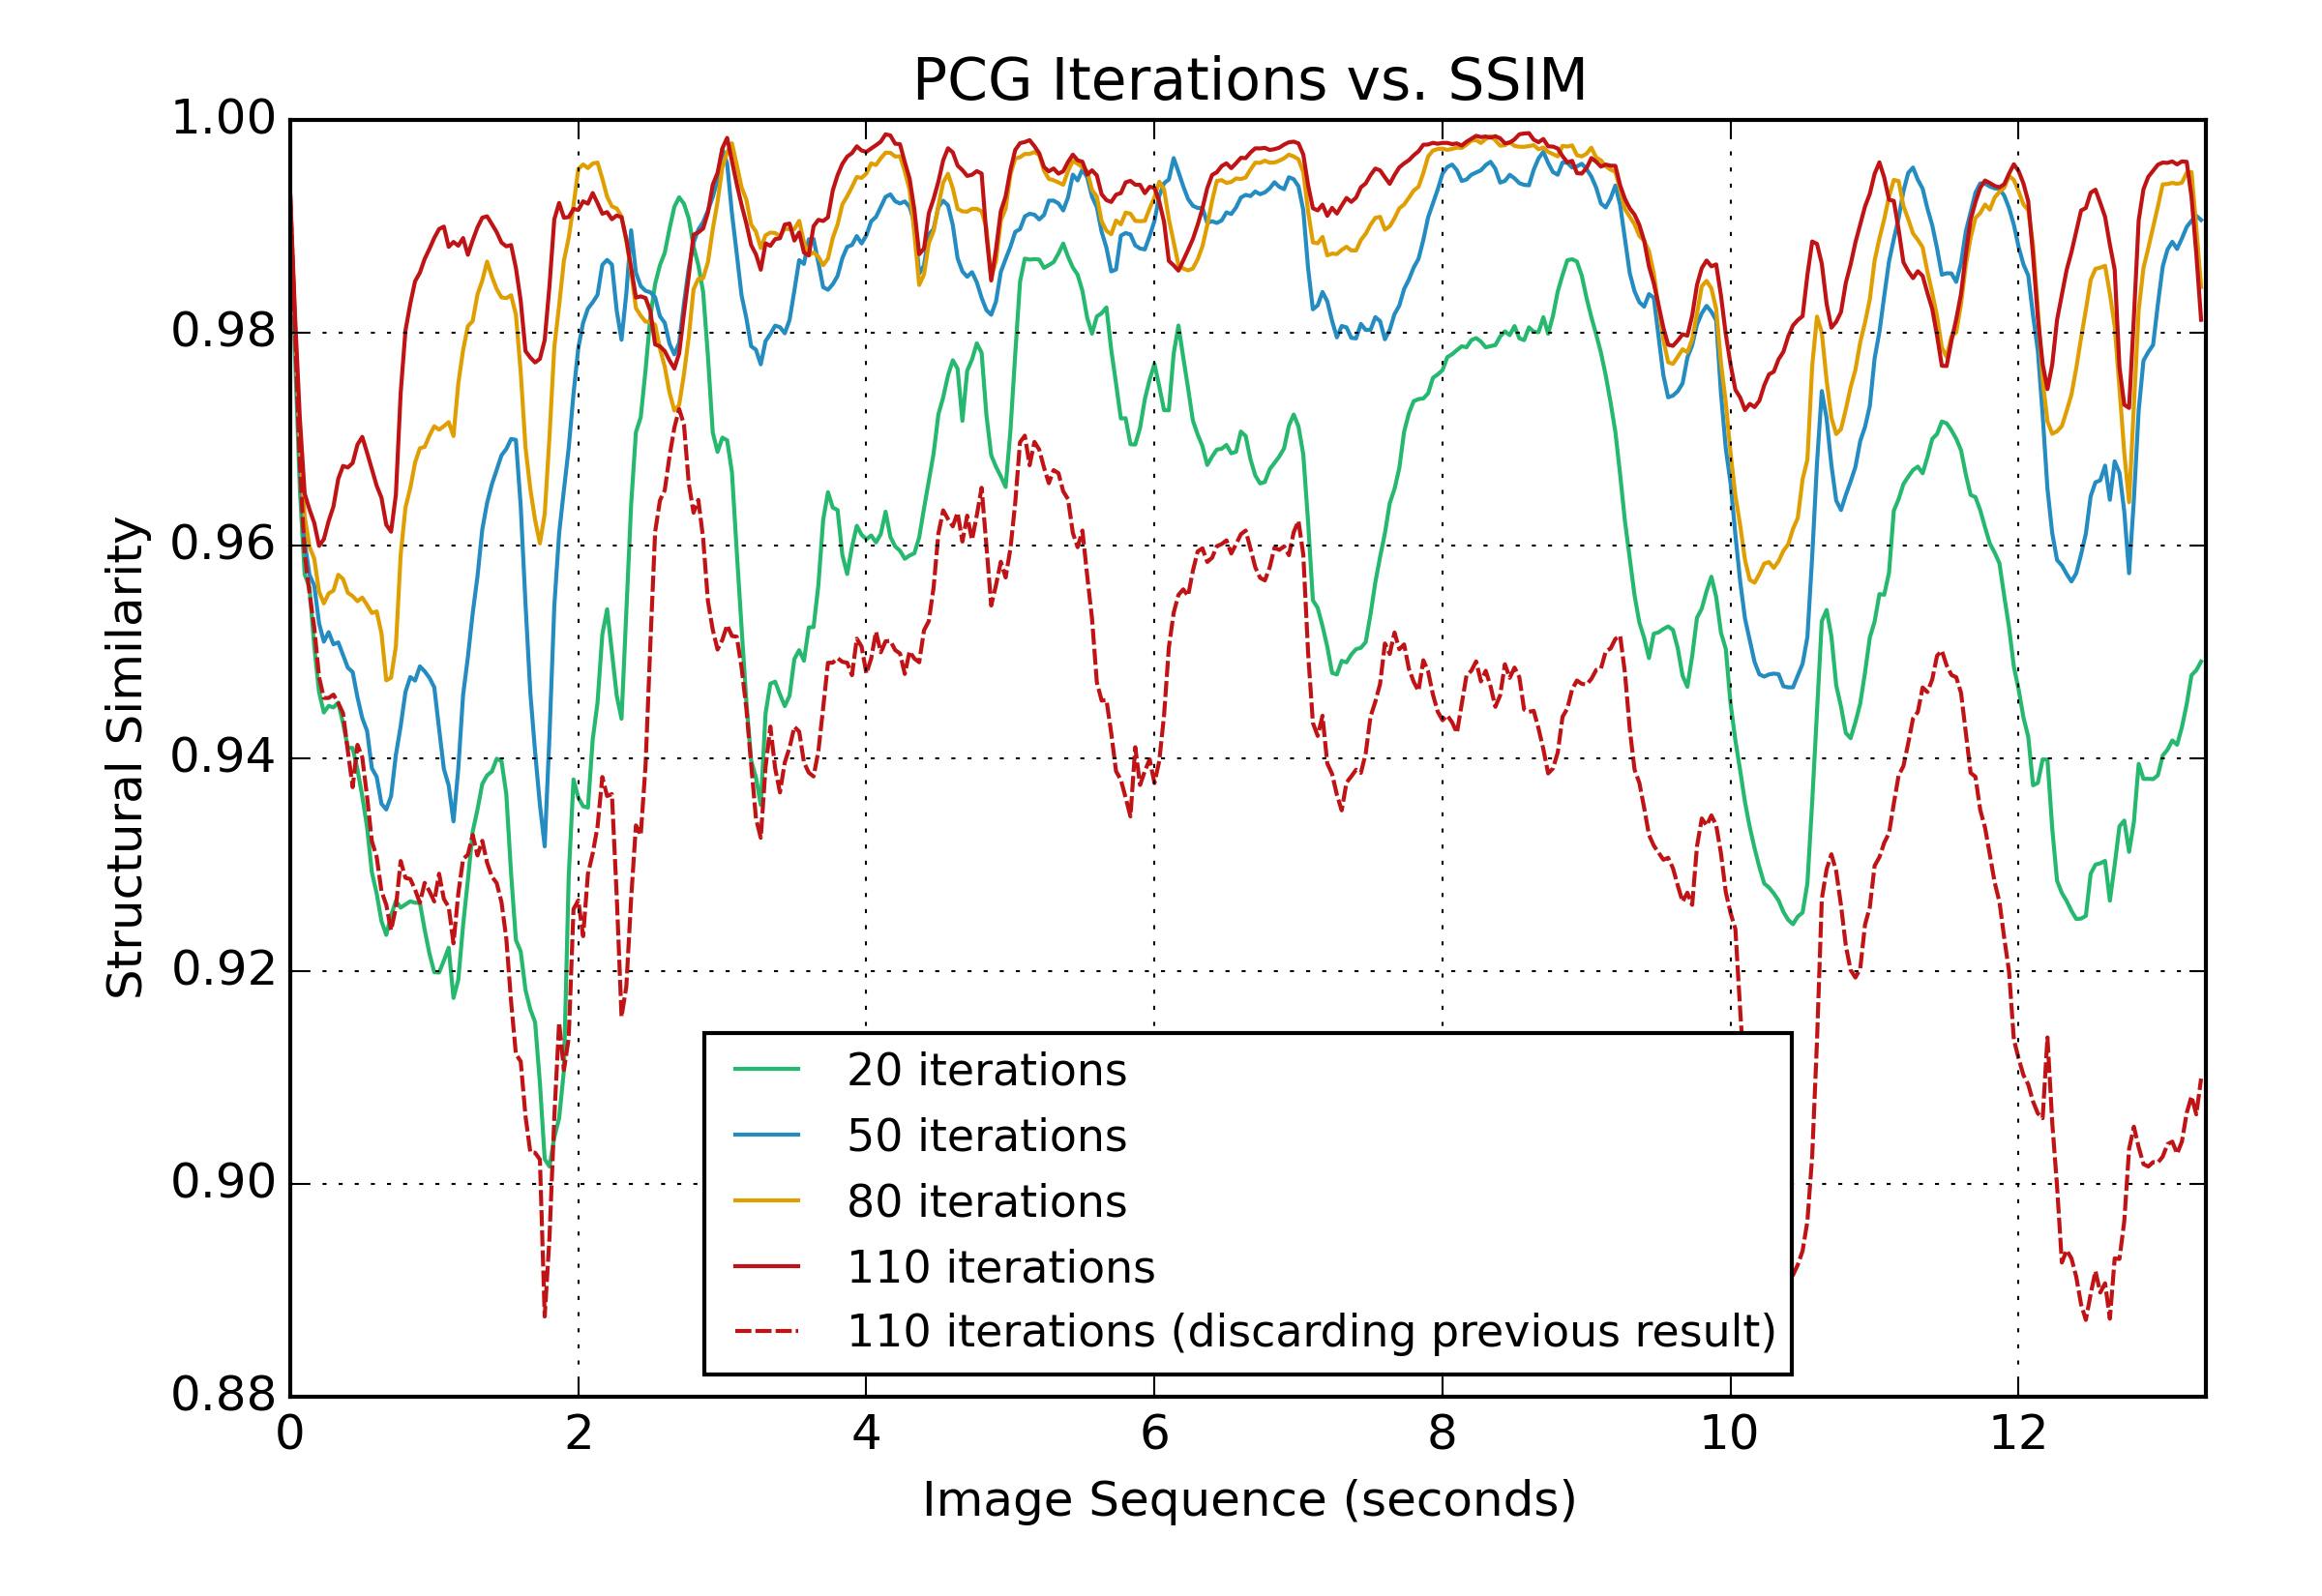 PCG Iterations vs. SSIM
1.00
0.98
0.96
0.94
0.92
0.90
0.88
Structural Similarity
20 iterations
50 iterations
80 iterations
110 iterations
110 iterations (discarding previous result)
0 2 4 6 8 10 12
Image Sequence (seconds)